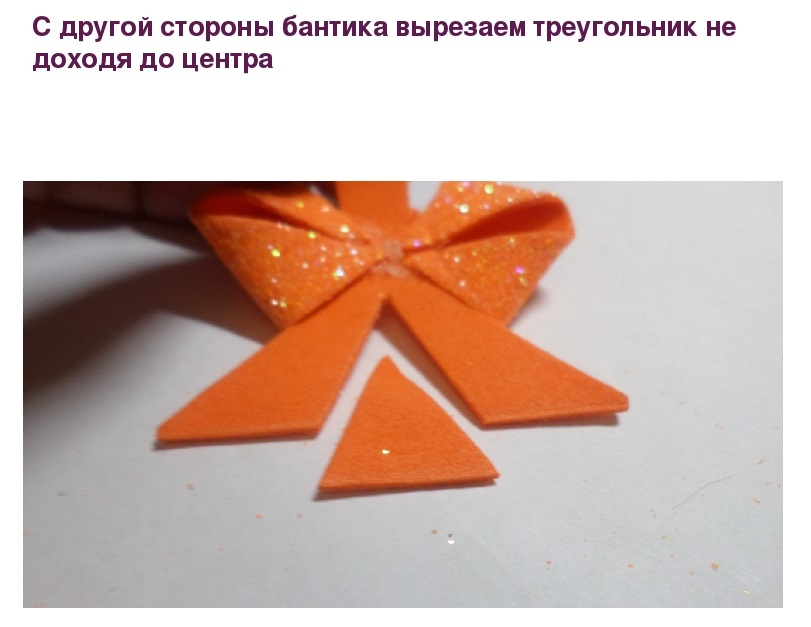 С другой стороны бантика вырезаем треугольник не
доходя до центра